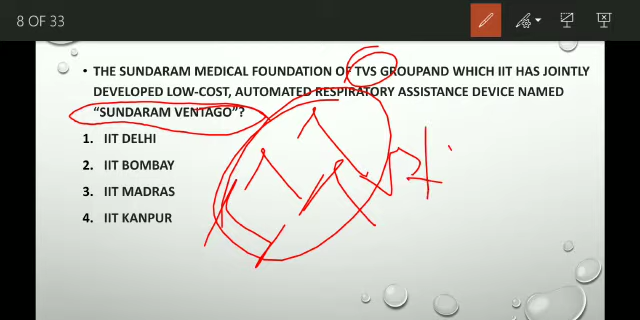 8 OF 33
• THE SUNDARAM MEDICAL FOUNDATION OF TVS GROUPAND WHICH IIT HAS JOINTLY
DEVELOPED LOW-COST, AUTOMATED RESPIRATORY ASSISTANCE DEVICE NAMED
"SUNDARAM VENTAGO"?
1. IIT DELHI
2. IIT BOMBAY
3. IIT MADRAS
4. IIT KANPUR